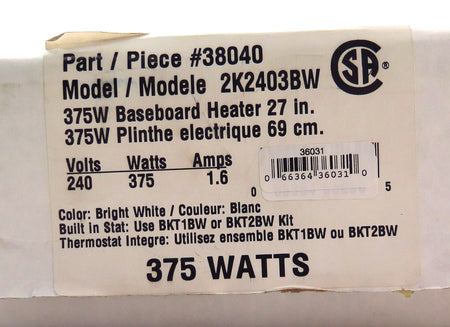 Part / Piece #38040
Model / Modele 2K2403BW
375W Baseboard Heater 27 in.
375W Plinthe electrique 69 cm.
Volts Watts Amps
240 375 1.6
36031
0 66364 36031 0
0 5
Color: Bright White / Couleur: Blanc
Built in Stat: Use BKT1BW or BKT2BW Kit
Thermostat Integre: Utilisez ensemble BKT1BW ou BKT2BW
375 WATTS
CSA ®